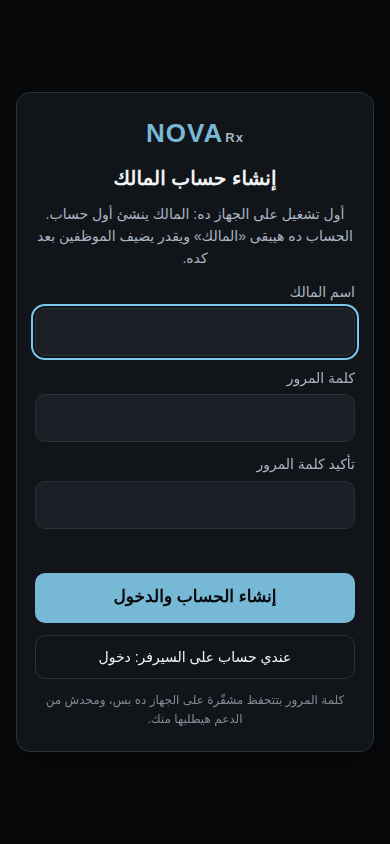 NOVA Rx
إنشاء حساب المالك
أول تشغيل على الجهاز ده: المالك ينشئ أول حساب.
الحساب ده هيبقى «المالك» ويقدر يضيف الموظفين بعد
كده.
اسم المالك
كلمة المرور
تأكيد كلمة المرور
إنشاء الحساب والدخول
عندي حساب على السيرفر: دخول
كلمة المرور بتتحفظ مشفّرة على الجهاز ده بس، ومحدش من
الدعم هيطلبها منك.